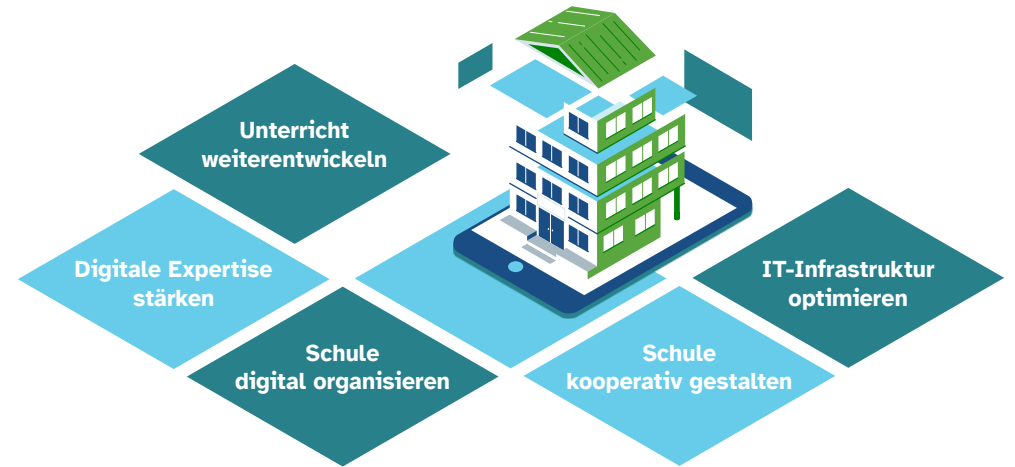 Unterricht
weiterentwickeln
Digitale Expertise
stärken
IT-Infrastruktur
optimieren
Schule
digital organisieren
Schule
kooperativ gestalten